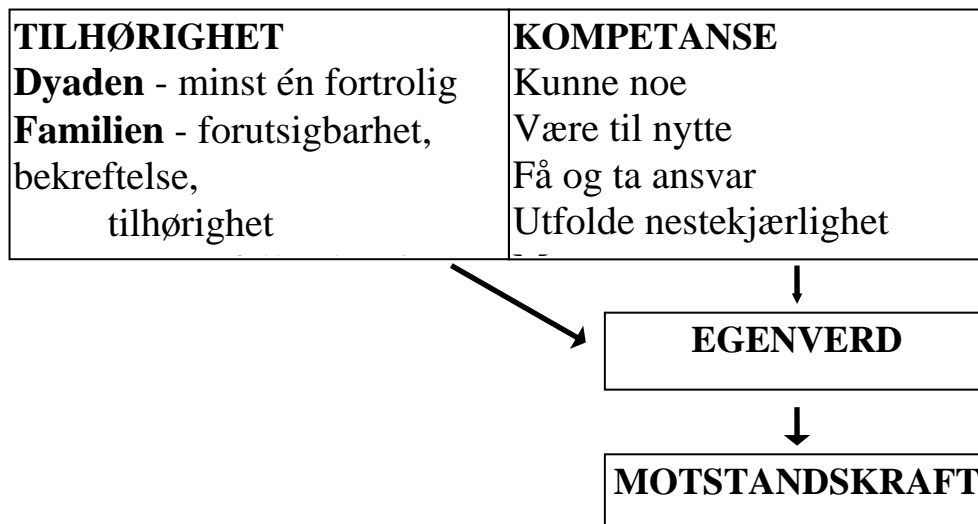 TILHØRIGHET
Dyaden - minst én fortrolig
Familien - forutsigbarhet,
bekreftelse,
tilhørighet
KOMPETANSE
Kunne noe
Være til nytte
Få og ta ansvar
Utfolde nestekjærlighet
EGENVERD
MOTSTANDSKRAFT